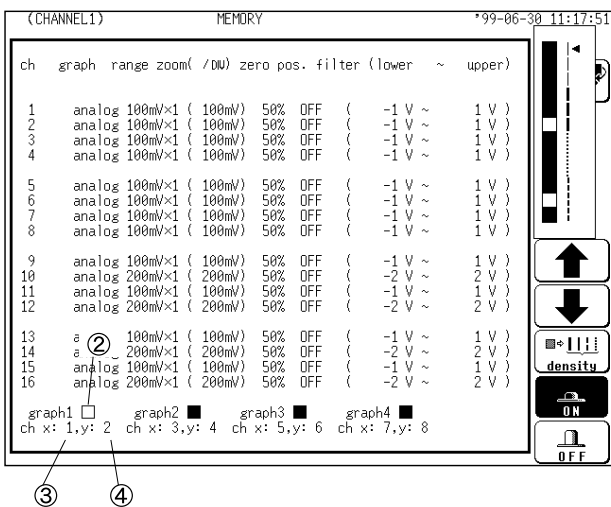 (CHANNEL1) MEMORY '99-06-30 11:17:51
ch graph range zoom( /DIV) zero pos. filter (lower ~ upper)
1 analog 100mV×1 ( 100mV) 50% OFF ( -1 V ~ 1 V )
2 analog 100mV×1 ( 100mV) 50% OFF ( -1 V ~ 1 V )
3 analog 100mV×1 ( 100mV) 50% OFF ( -1 V ~ 1 V )
4 analog 100mV×1 ( 100mV) 50% OFF ( -1 V ~ 1 V )
5 analog 100mV×1 ( 100mV) 50% OFF ( -1 V ~ 1 V )
6 analog 100mV×1 ( 100mV) 50% OFF ( -1 V ~ 1 V )
7 analog 100mV×1 ( 100mV) 50% OFF ( -1 V ~ 1 V )
8 analog 100mV×1 ( 100mV) 50% OFF ( -1 V ~ 1 V )
9 analog 100mV×1 ( 100mV) 50% OFF ( -1 V ~ 1 V )
10 analog 200mV×1 ( 200mV) 50% OFF ( -2 V ~ 2 V )
11 analog 100mV×1 ( 100mV) 50% OFF ( -1 V ~ 1 V )
12 analog 200mV×1 ( 200mV) 50% OFF ( -2 V ~ 2 V )
13 a 100mV×1 ( 100mV) 50% OFF ( -1 V ~ 1 V )
②
14 a 200mV×1 ( 200mV) 50% OFF ( -2 V ~ 2 V )
15 analog 100mV×1 ( 100mV) 50% OFF ( -1 V ~ 1 V )
16 analog 200mV×1 ( 200mV) 50% OFF ( -2 V ~ 2 V )
graph1 □ graph2 ■ graph3 ■ graph4 ■
ch x: 1,y: 2 ch x: 3,y: 4 ch x: 5,y: 6 ch x: 7,y: 8
density
ON
OFF
③ ④